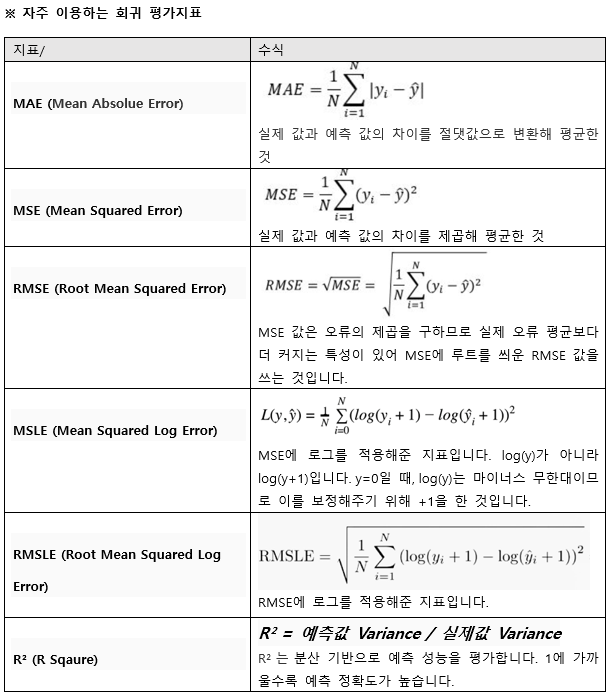 ※ 자주 이용하는 회귀 평가지표
지표/
수식
MAE (Mean Absolue Error)
MAE = \frac{1}{N} \sum_{i=1}^{N} |y_i - ŷ|
실제 값과 예측 값의 차이를 절댓값으로 변환해 평균한
것
MSE (Mean Squared Error)
MSE = \frac{1}{N} \sum_{i=1}^{N} (y_i - ŷ)^2
실제 값과 예측 값의 차이를 제곱해 평균한 것
RMSE (Root Mean Squared Error)
RMSE = \sqrt{MSE} = \sqrt{\frac{1}{N} \sum_{i=1}^{N} (y_i - ŷ)^2}
MSE 값은 오류의 제곱을 구하므로 실제 오류 평균보다
더 커지는 특성이 있어 MSE에 루트를 씌운 RMSE 값을
쓰는 것입니다.
MSLE (Mean Squared Log Error)
L(y,ŷ) = \frac{1}{N} \sum_{i=0}^{N} (log(y_i + 1) - log(ŷ_i + 1))^2
MSE에 로그를 적용해준 지표입니다. log(y)가 아니라
log(y+1)입니다. y=0일 때, log(y)는 마이너스 무한대이므
로 이를 보정해주기 위해 +1을 한 것입니다.
RMSLE (Root Mean Squared Log
Error)
RMSLE = \sqrt{\frac{1}{N} \sum_{i=1}^{N} (log(y_i + 1) - log(ŷ_i + 1))^2}
RMSE에 로그를 적용해준 지표입니다.
R² (R Sqaure)
R² = 예측값 Variance / 실제값 Variance
R² 는 분산 기반으로 예측 성능을 평가합니다. 1에 가까
울수록 예측 정확도가 높습니다.